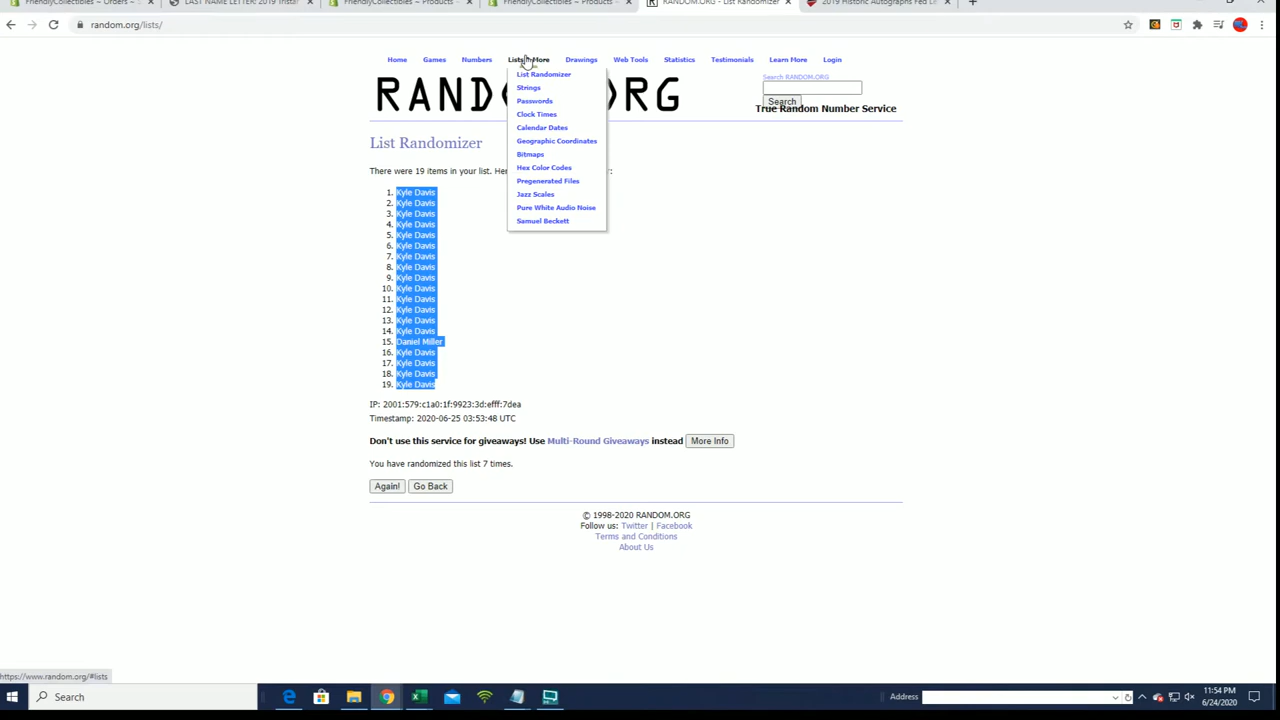 FriendlyCollectibles ~ Orders ~ S
LAST NAME LETTER: 2019 Instar
FriendlyCollectibles ~ Products ~
FriendlyCollectibles ~ Products ~
RANDOM.ORG - List Randomizer
2019 Historic Autographs Fed Le
random.org/lists/
Home Games Numbers Lists & More Drawings Web Tools Statistics Testimonials Learn More Login
List Randomizer
Strings
Passwords
Clock Times
Calendar Dates
Geographic Coordinates
Bitmaps
Hex Color Codes
Pregenerated Files
Jazz Scales
Pure White Audio Noise
Samuel Beckett
Search RANDOM.ORG
Search
RANDOM.ORG
True Random Number Service
List Randomizer
There were 19 items in your list. Her
1. Kyle Davis
2. Kyle Davis
3. Kyle Davis
4. Kyle Davis
5. Kyle Davis
6. Kyle Davis
7. Kyle Davis
8. Kyle Davis
9. Kyle Davis
10. Kyle Davis
11. Kyle Davis
12. Kyle Davis
13. Kyle Davis
14. Kyle Davis
15. Daniel Miller
16. Kyle Davis
17. Kyle Davis
18. Kyle Davis
19. Kyle Davis
IP: 2001:579:c1a0:1f:9923:3d:efff:7dea
Timestamp: 2020-06-25 03:53:48 UTC
Don't use this service for giveaways! Use Multi-Round Giveaways instead More Info
You have randomized this list 7 times.
Again! Go Back
© 1998-2020 RANDOM.ORG
Follow us: Twitter | Facebook
Terms and Conditions
About Us
https://www.random.org/#lists
Search
Address
11:54 PM
6/24/2020